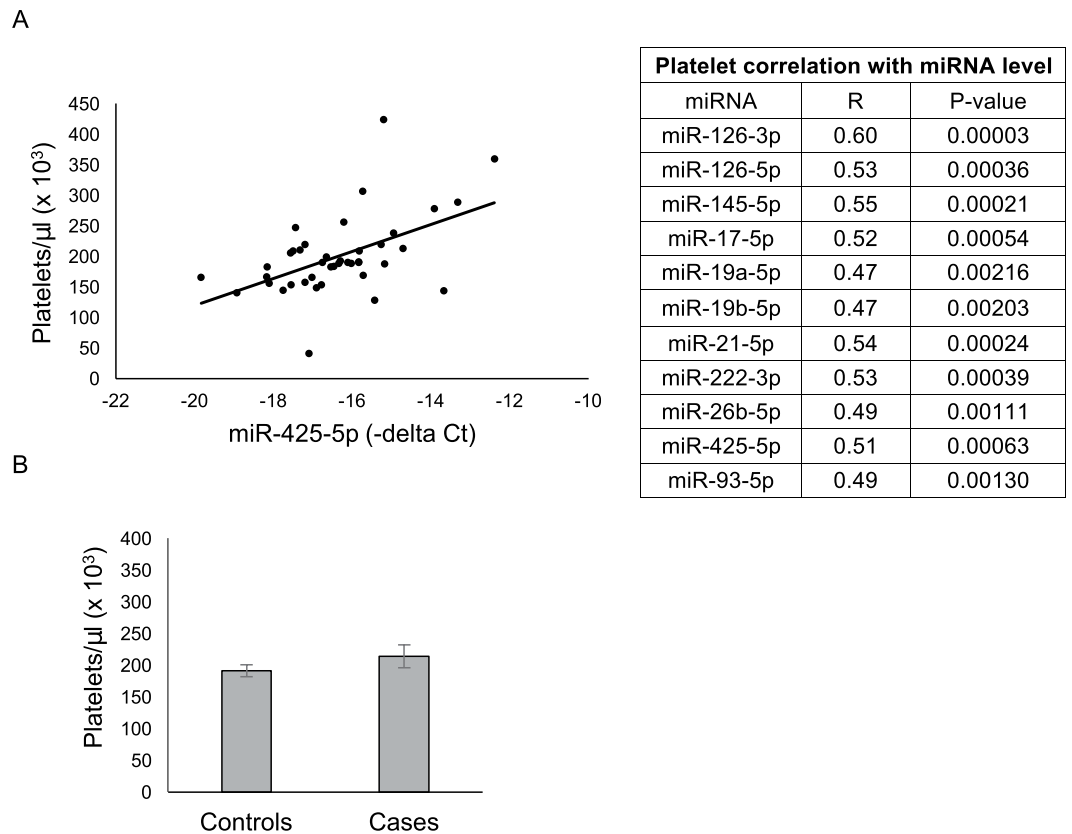 A
Platelets/µl (x 10³)
450
400
350
300
250
200
150
100
50
0
-22 -20 -18 -16 -14 -12 -10
miR-425-5p (-delta Ct)
Platelet correlation with miRNA level
miRNA R P-value
miR-126-3p 0.60 0.00003
miR-126-5p 0.53 0.00036
miR-145-5p 0.55 0.00021
miR-17-5p 0.52 0.00054
miR-19a-5p 0.47 0.00216
miR-19b-5p 0.47 0.00203
miR-21-5p 0.54 0.00024
miR-222-3p 0.53 0.00039
miR-26b-5p 0.49 0.00111
miR-425-5p 0.51 0.00063
miR-93-5p 0.49 0.00130
B
Platelets/µl (x 10³)
400
350
300
250
200
150
100
50
0
Controls Cases